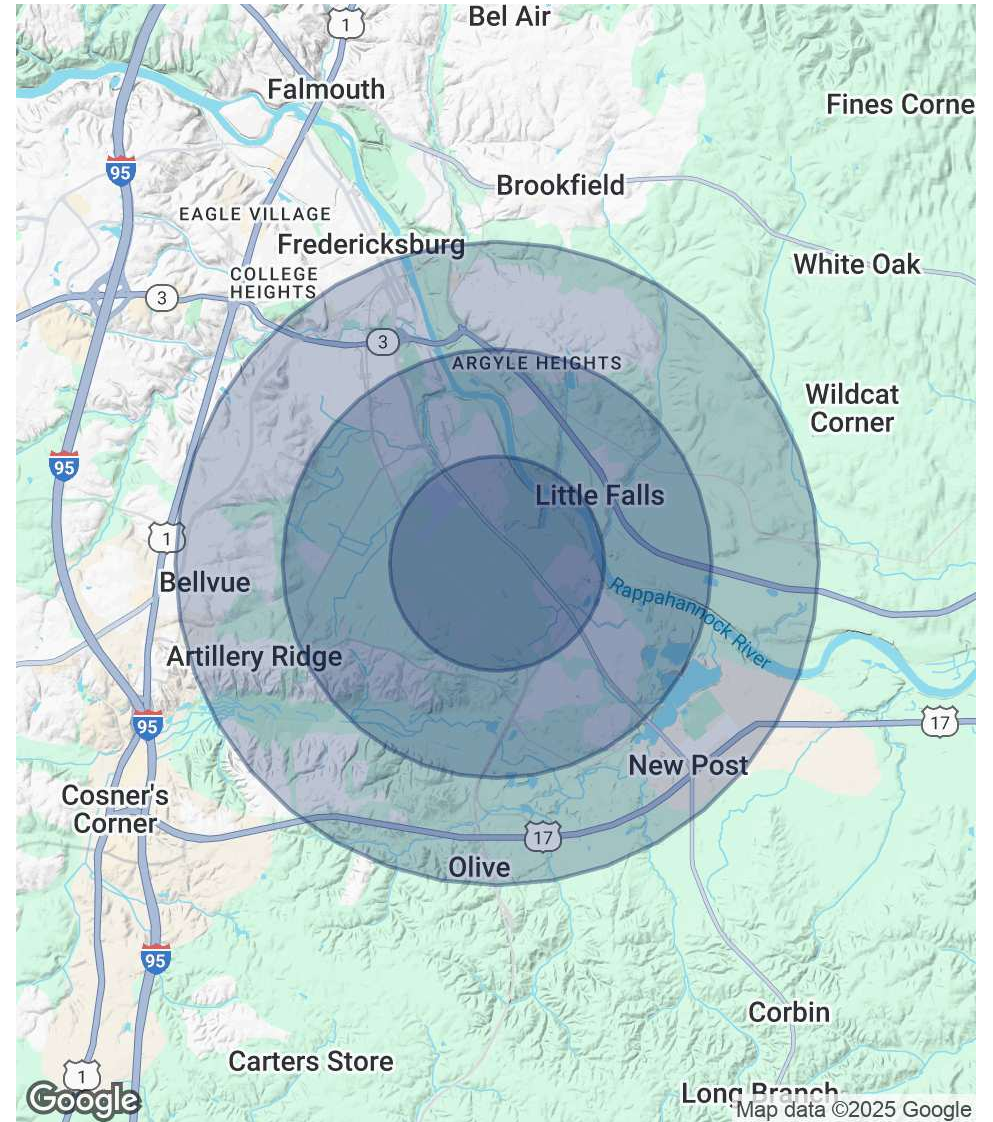 Bel Air
1
Falmouth
Fines Corne
95
Brookfield
EAGLE VILLAGE
Fredericksburg
White Oak
COLLEGE
HEIGHTS
3
3
ARGYLE HEIGHTS
Wildcat
Corner
95
Little Falls
1
Bellvue
Rappahannock River
Artillery Ridge
95
17
New Post
Cosner's
Corner
17
Olive
95
Corbin
Carters Store
1
Long Branch
Google
Map data ©2025 Google